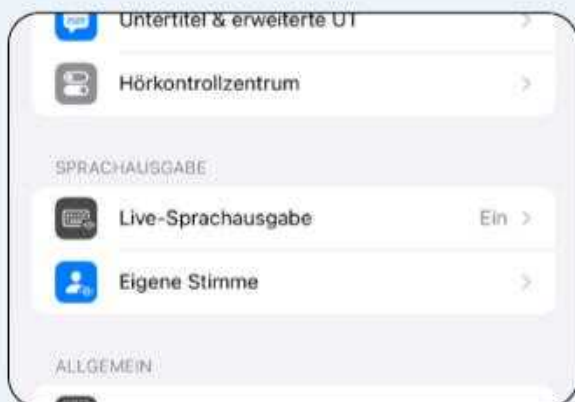 Untertitel & erweiterte UT
Hörkontrollzentrum
SPRACHAUSGABE
Live-Sprachausgabe Ein
Eigene Stimme
ALLGEMEIN